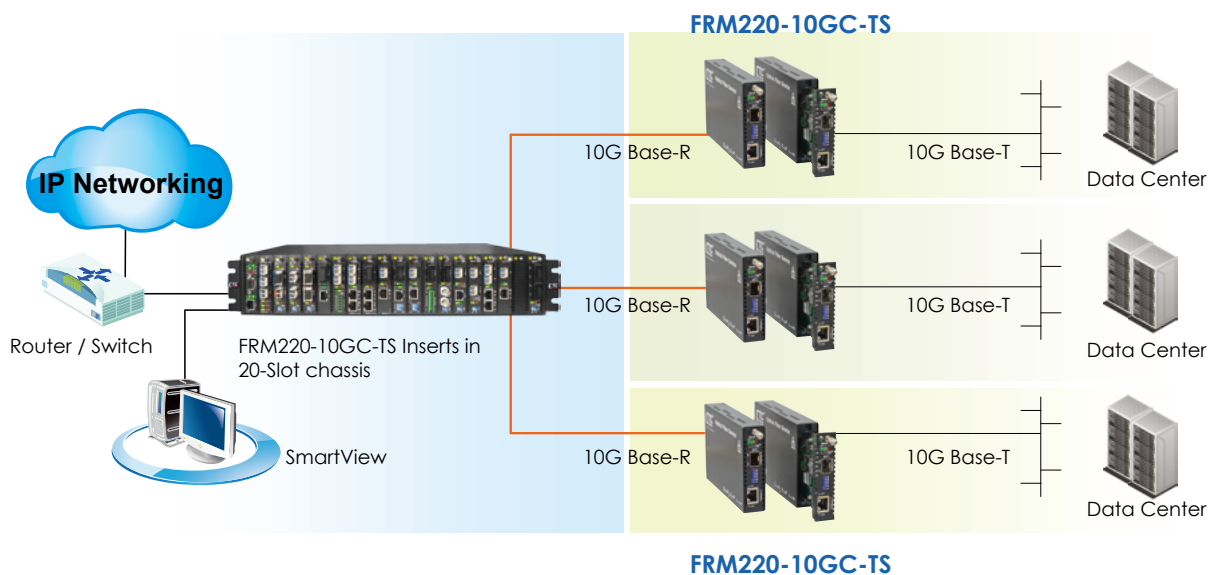 FRM220-10GC-TS
10G Base-R
10G Base-T
Data Center
IP Networking
Router / Switch
FRM220-10GC-TS Inserts in
20-Slot chassis
SmartView
10G Base-R
10G Base-T
Data Center
10G Base-R
10G Base-T
Data Center
FRM220-10GC-TS